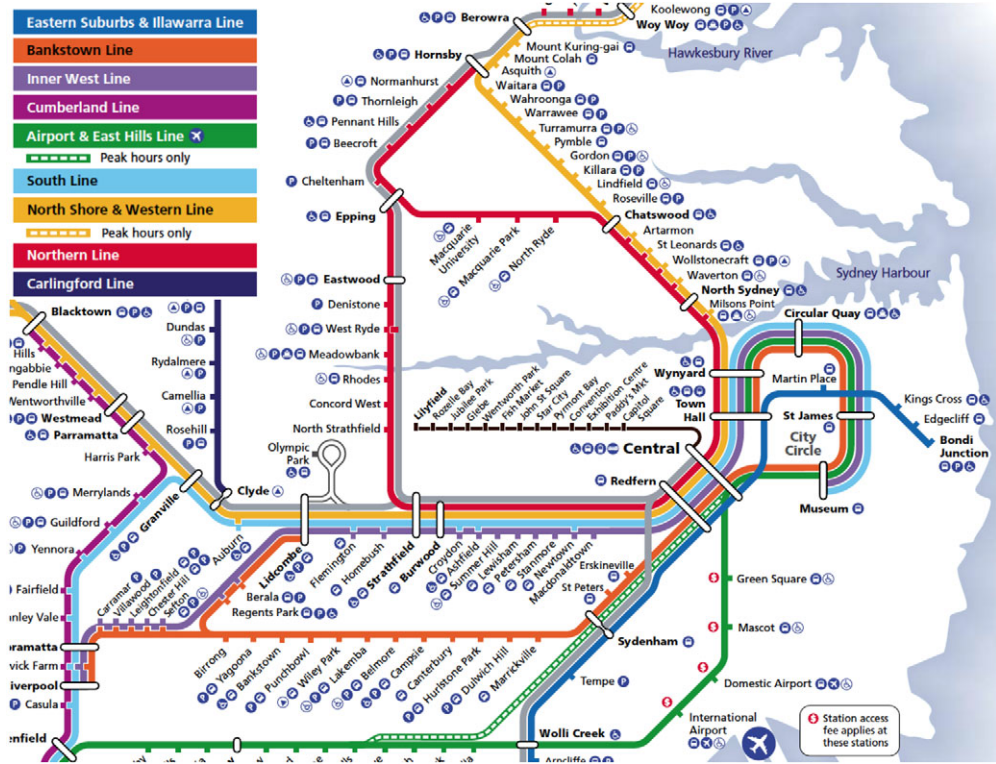 Eastern Suburbs & Illawarra Line
Bankstown Line
Inner West Line
Cumberland Line
Airport & East Hills Line
Peak hours only
South Line
North Shore & Western Line
Peak hours only
Northern Line
Carlingford Line
Berowra
Koolewong
Woy Woy
Hawkesbury River
Hornsby
Mount Kuring-gai
Mount Colah
Asquith
Waitara
Wahroonga
Warrawee
Turramurra
Pymble
Gordon
Killara
Lindfield
Roseville
Chatswood
Artarmon
St Leonards
Wollstonecraft
Waverton
North Sydney
Milsons Point
Sydney Harbour
Normanhurst
Thornleigh
Pennant Hills
Beecroft
Cheltenham
Epping
Macquarie
University
Macquarie Park
North Ryde
Eastwood
Denistone
West Ryde
Meadowbank
Rhodes
Concord West
North Strathfield
Olympic
Park
Blacktown
Hills
ngabbie
Pendle Hill
Wentworthville
Westmead
Parramatta
Harris Park
Merrylands
Guildford
Yennora
Fairfield
nley Vale
ramatta
vick Farm
iverpool
Casula
enfield
Dundas
Rydalmere
Camellia
Rosehill
Clyde
Granville
Auburn
Lidcombe
Carramar
Villawood
Leightonfield
Chester Hill
Sefton
Berala
Regents Park
Flemington
Homebush
Strathfield
Burwood
Croydon
Ashfield
Summer Hill
Lewisham
Petersham
Stanmore
Newtown
Macdonaldtown
Erskineville
St Peters
Birrong
Yagoona
Bankstown
Punchbowl
Wiley Park
Lakemba
Belmore
Campsie
Canterbury
Hurlstone Park
Dulwich Hill
Marrickville
Sydenham
Tempe
Wolli Creek
Arncliffe
Lilyfield
Rozelle Bay
Jubilee Park
Glebe
Wentworth Park
Fish Market
John St Square
Star City
Pyrmont Bay
Convention
Exhibition Centre
Paddy's Mkt
Capitol
Square
Central
Redfern
Wynyard
Town
Hall
Circular Quay
Martin Place
St James
City
Circle
Museum
Kings Cross
Edgecliff
Bondi
Junction
Green Square
Mascot
Domestic Airport
International
Airport
Station access
fee applies at
these stations